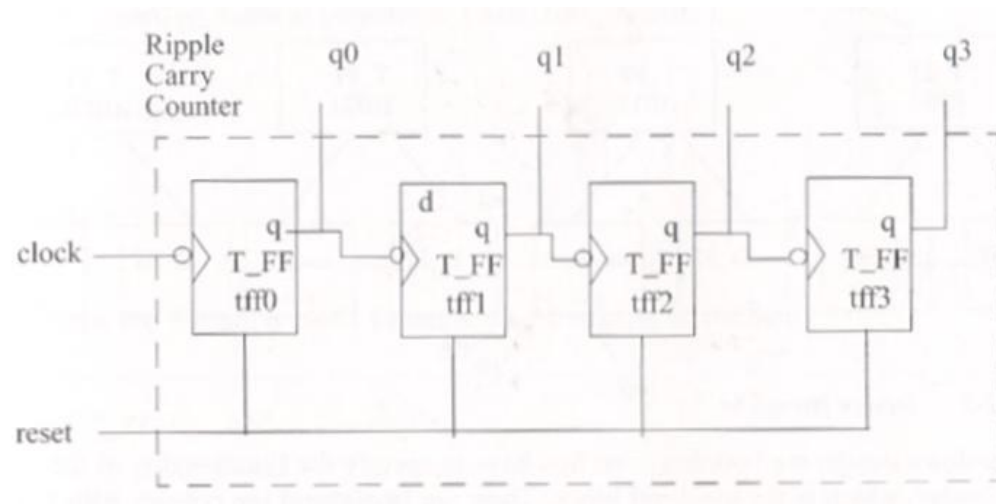 Ripple
Carry
Counter
q0
q1
q2
q3
clock
q
T_FF
tff0
d
q
T_FF
tff1
q
T_FF
tff2
q
T_FF
tff3
reset